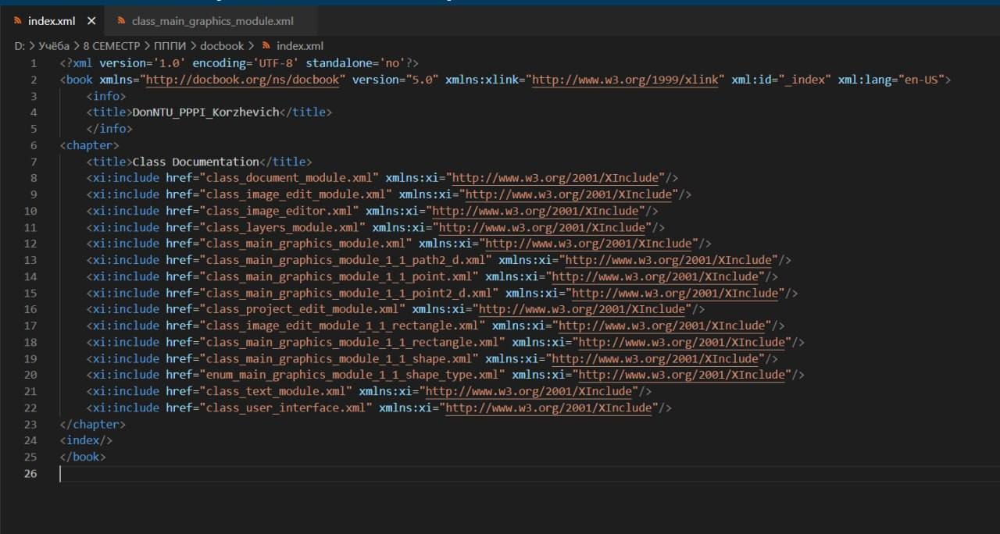 index.xml
class_main_graphics_module.xml
D: > Учёба > 8 СЕМЕСТР > ПППИ > docbook > index.xml
1 <?xml version='1.0' encoding='UTF-8' standalone='no'?>
2 <book xmlns="http://docbook.org/ns/docbook" version="5.0" xmlns:xlink="http://www.w3.org/1999/xlink" xml:id="_index" xml:lang="en-US">
3 <info>
4 <title>DonNTU_PPPI_Korzhevich</title>
5 </info>
6 <chapter>
7 <title>Class Documentation</title>
8 <xi:include href="class_document_module.xml" xmlns:xi="http://www.w3.org/2001/XInclude"/>
9 <xi:include href="class_image_edit_module.xml" xmlns:xi="http://www.w3.org/2001/XInclude"/>
10 <xi:include href="class_image_editor.xml" xmlns:xi="http://www.w3.org/2001/XInclude"/>
11 <xi:include href="class_layers_module.xml" xmlns:xi="http://www.w3.org/2001/XInclude"/>
12 <xi:include href="class_main_graphics_module.xml" xmlns:xi="http://www.w3.org/2001/XInclude"/>
13 <xi:include href="class_main_graphics_module_1_1_path2_d.xml" xmlns:xi="http://www.w3.org/2001/XInclude"/>
14 <xi:include href="class_main_graphics_module_1_1_point.xml" xmlns:xi="http://www.w3.org/2001/XInclude"/>
15 <xi:include href="class_main_graphics_module_1_1_point2_d.xml" xmlns:xi="http://www.w3.org/2001/XInclude"/>
16 <xi:include href="class_project_edit_module.xml" xmlns:xi="http://www.w3.org/2001/XInclude"/>
17 <xi:include href="class_image_edit_module_1_1_rectangle.xml" xmlns:xi="http://www.w3.org/2001/XInclude"/>
18 <xi:include href="class_main_graphics_module_1_1_rectangle.xml" xmlns:xi="http://www.w3.org/2001/XInclude"/>
19 <xi:include href="class_main_graphics_module_1_1_shape.xml" xmlns:xi="http://www.w3.org/2001/XInclude"/>
20 <xi:include href="enum_main_graphics_module_1_1_shape_type.xml" xmlns:xi="http://www.w3.org/2001/XInclude"/>
21 <xi:include href="class_text_module.xml" xmlns:xi="http://www.w3.org/2001/XInclude"/>
22 <xi:include href="class_user_interface.xml" xmlns:xi="http://www.w3.org/2001/XInclude"/>
23 </chapter>
24 <index/>
25 </book>
26